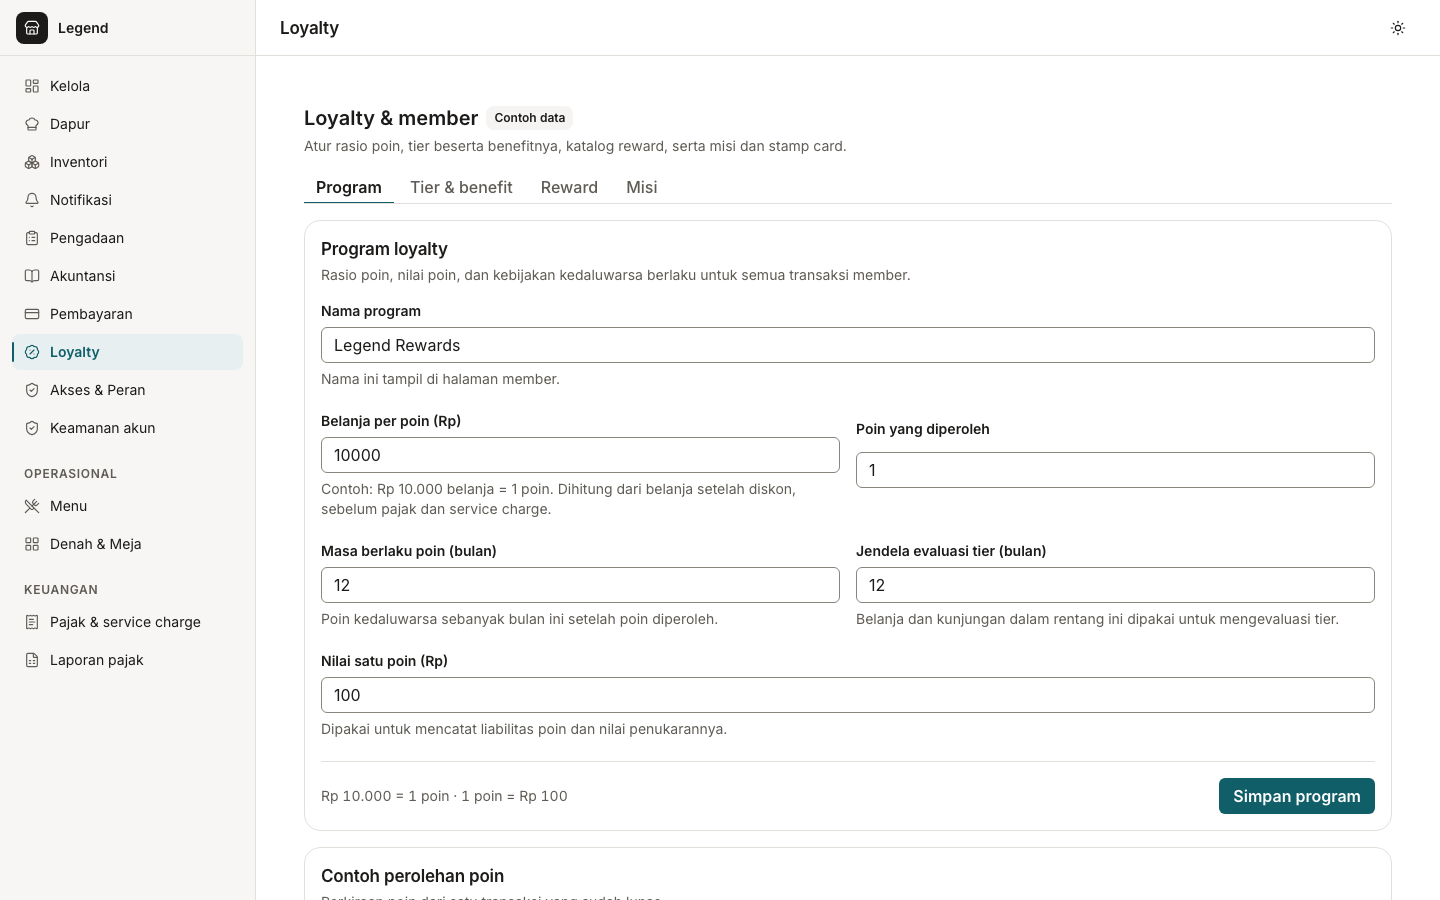 Legend
Loyalty
Kelola
Dapur
Inventori
Notifikasi
Pengadaan
Akuntansi
Pembayaran
Loyalty
Akses & Peran
Keamanan akun
OPERASIONAL
Menu
Denah & Meja
KEUANGAN
Pajak & service charge
Laporan pajak
Loyalty & member
Contoh data
Atur rasio poin, tier beserta benefitnya, katalog reward, serta misi dan stamp card.
Program
Tier & benefit
Reward
Misi
Program loyalty
Rasio poin, nilai poin, dan kebijakan kedaluwarsa berlaku untuk semua transaksi member.
Nama program
Legend Rewards
Nama ini tampil di halaman member.
Belanja per poin (Rp)
10000
Contoh: Rp 10.000 belanja = 1 poin. Dihitung dari belanja setelah diskon,
sebelum pajak dan service charge.
Poin yang diperoleh
1
Masa berlaku poin (bulan)
12
Poin kedaluwarsa sebanyak bulan ini setelah poin diperoleh.
Jendela evaluasi tier (bulan)
12
Belanja dan kunjungan dalam rentang ini dipakai untuk mengevaluasi tier.
Nilai satu poin (Rp)
100
Dipakai untuk mencatat liabilitas poin dan nilai penukarannya.
Rp 10.000 = 1 poin · 1 poin = Rp 100
Simpan program
Contoh perolehan poin